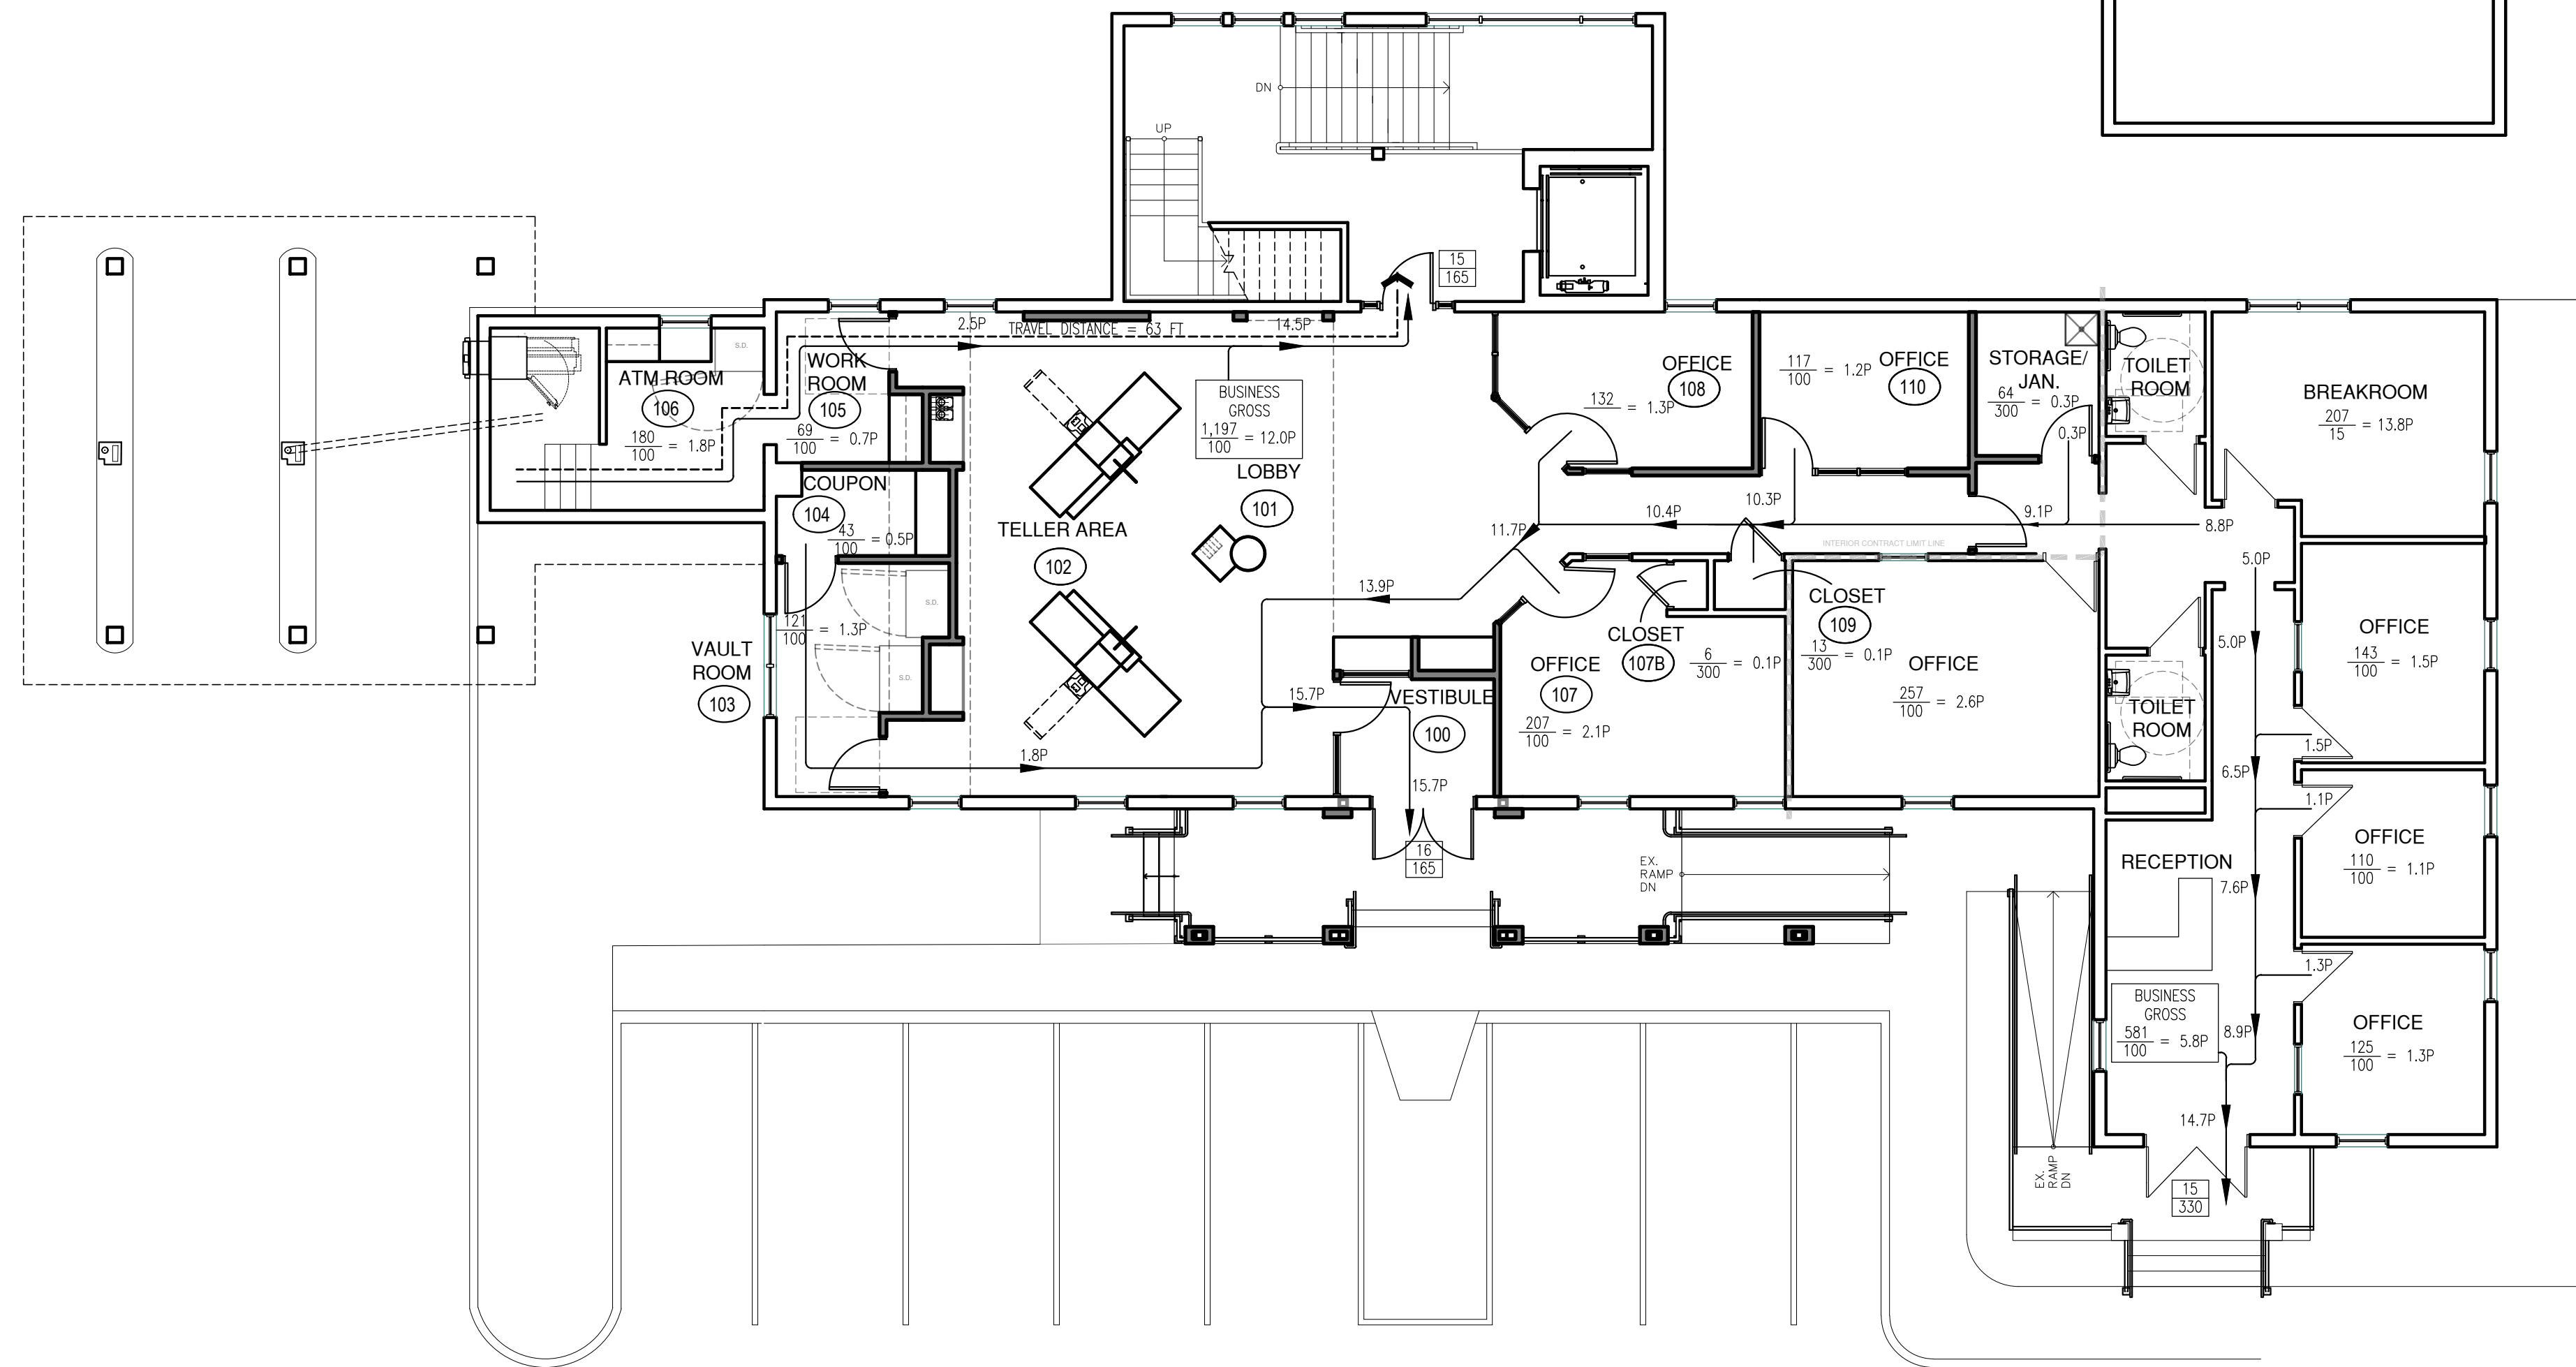 DN
UP
15
165
2.5P
TRAVEL DISTANCE = 63 FT
14.5P
S.D.
ATM ROOM
106
180
100
= 1.8P
WORK
ROOM
105
69
100
= 0.7P
BUSINESS
GROSS
1,197
100
= 12.0P
LOBBY
101
OFFICE
108
132
= 1.3P
117
100
= 1.2P
OFFICE
110
STORAGE/
JAN.
64
300
= 0.3P
0.3P
TOILET
ROOM
BREAKROOM
207
15
= 13.8P
COUPON
104
43
100
= 0.5P
TELLER AREA
102
11.7P
10.4P
10.3P
9.1P
8.8P
INTERIOR CONTRACT LIMIT LINE
5.0P
13.9P
S.D.
121
100
= 1.3P
S.D.
VAULT
ROOM
103
CLOSET
109
13
300
= 0.1P
CLOSET
107B
6
300
= 0.1P
OFFICE
107
207
100
= 2.1P
OFFICE
257
100
= 2.6P
5.0P
OFFICE
143
100
= 1.5P
15.7P
VESTIBULE
100
TOILET
ROOM
1.5P
1.8P
15.7P
6.5P
1.1P
16
165
EX.
RAMP
DN
RECEPTION
7.6P
OFFICE
110
100
= 1.1P
1.3P
BUSINESS
GROSS
581
100
= 5.8P
8.9P
OFFICE
125
100
= 1.3P
14.7P
EX.
RAMP
DN
15
330